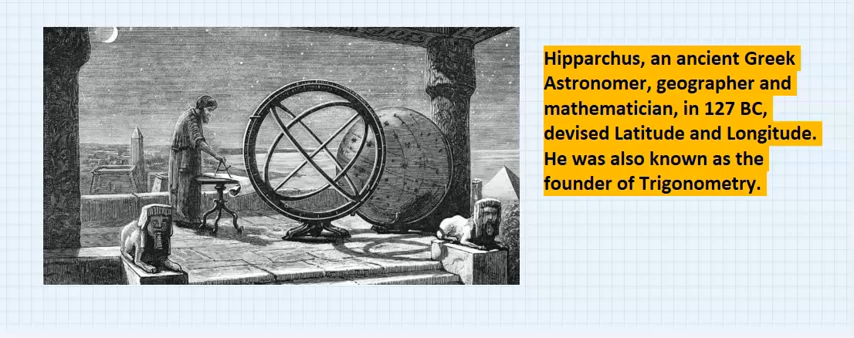 Hipparchus, an ancient Greek
Astronomer, geographer and
mathematician, in 127 BC,
devised Latitude and Longitude.
He was also known as the
founder of Trigonometry.